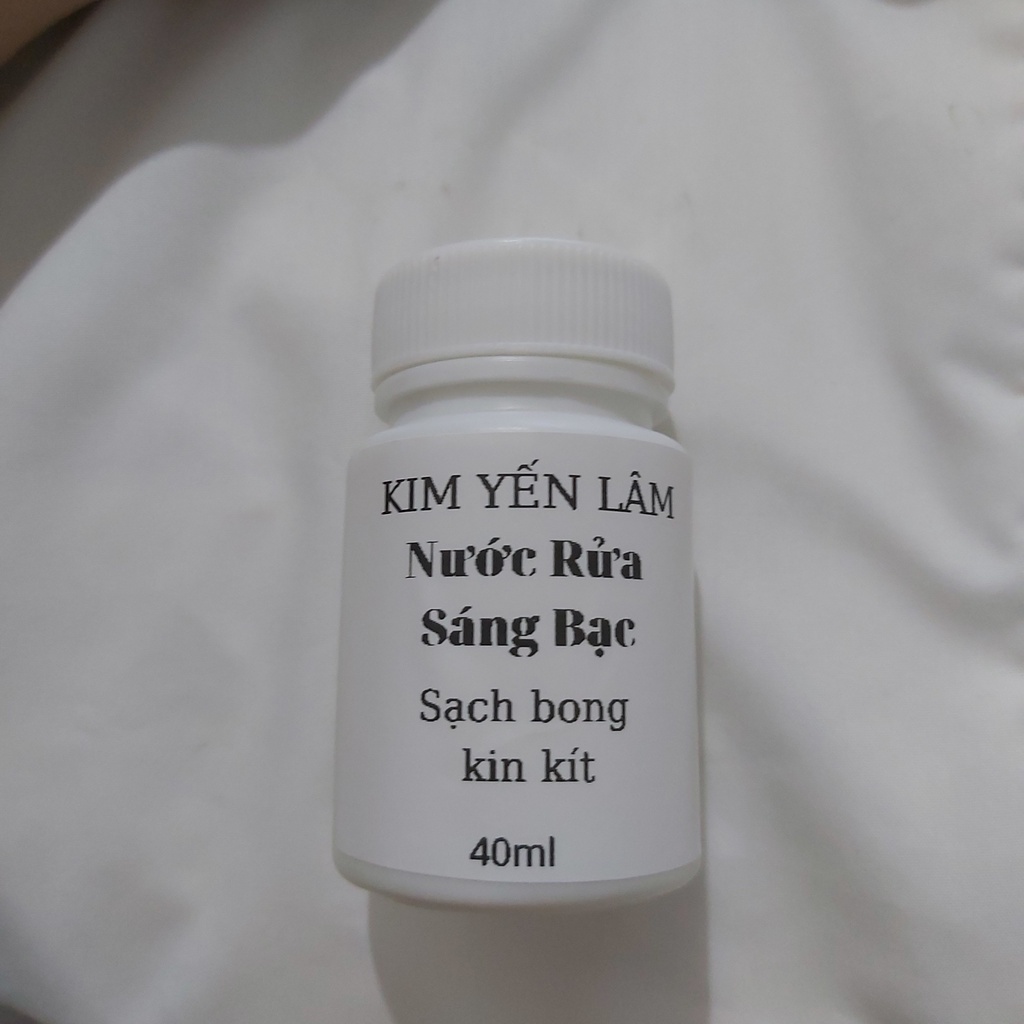 KIM YẾN LÂM
Nước Rửa
Sáng Bạc
Sạch bong
kin kít
40ml